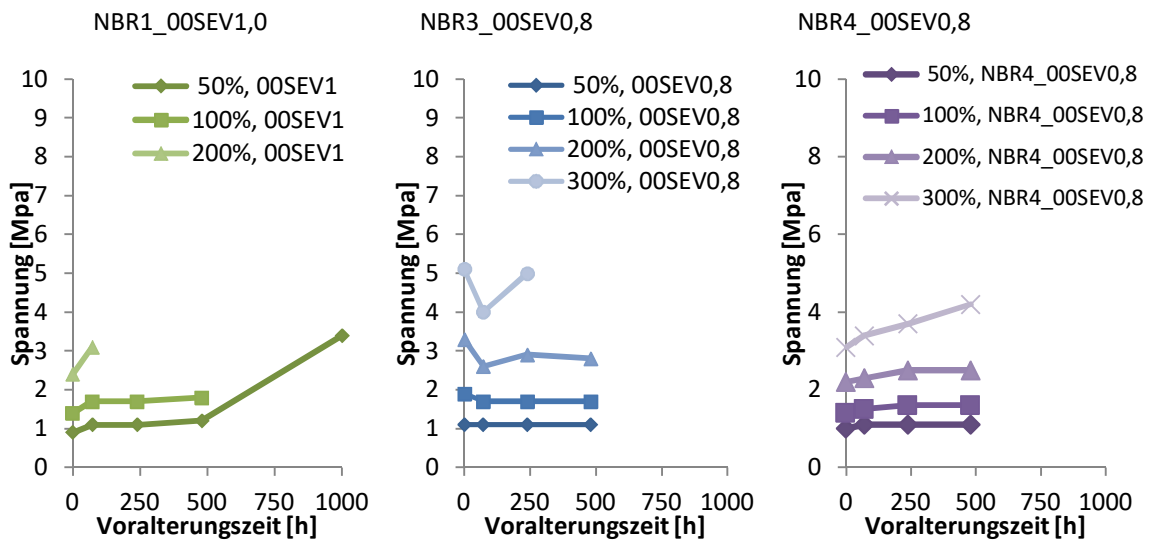 NBR1_00SEV1,0
10
9
8
7
6
5
4
3
2
1
0
Spannung [Mpa]
50%, 00SEV1
100%, 00SEV1
200%, 00SEV1
0 250 500 750 1000
Voralterungszeit [h]
NBR3_00SEV0,8
10
9
8
7
6
5
4
3
2
1
0
Spannung [Mpa]
50%, 00SEV0,8
100%, 00SEV0,8
200%, 00SEV0,8
300%, 00SEV0,8
0 250 500 750 1000
Voralterungszeit [h]
NBR4_00SEV0,8
10
8
6
4
2
0
Spannung [Mpa]
50%, NBR4_00SEV0,8
100%, NBR4_00SEV0,8
200%, NBR4_00SEV0,8
300%, NBR4_00SEV0,8
0 250 500 750 1000
Voralterungszeit [h]